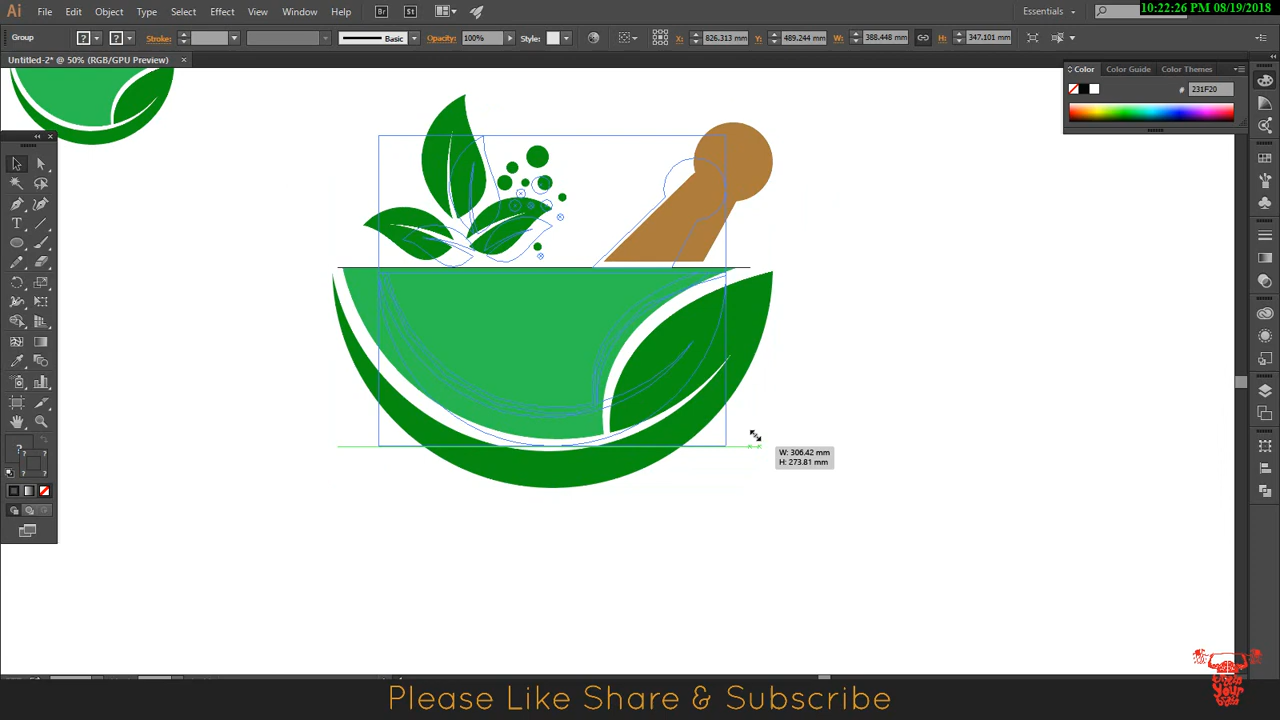 10:22:26 PM 08/19/2018
Ai File Edit Object Type Select Effect View Window Help Br St Essentials
Group ? ? Stroke: Basic Opacity: 100% Style: X: 826.313 mm Y: 489.244 mm W: 388.448 mm H: 347.101 mm
Untitled-2* @ 50% (RGB/GPU Preview) ×
Color Color Guide Color Themes
# 231F20
T
W: 306.42 mm
H: 273.81 mm
? ?
Please Like Share & Subscribe